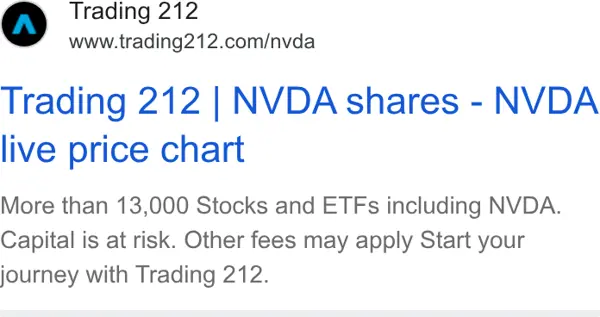 Trading 212
www.trading212.com/nvda
Trading 212 | NVDA shares - NVDA
live price chart
More than 13,000 Stocks and ETFs including NVDA.
Capital is at risk. Other fees may apply Start your
journey with Trading 212.